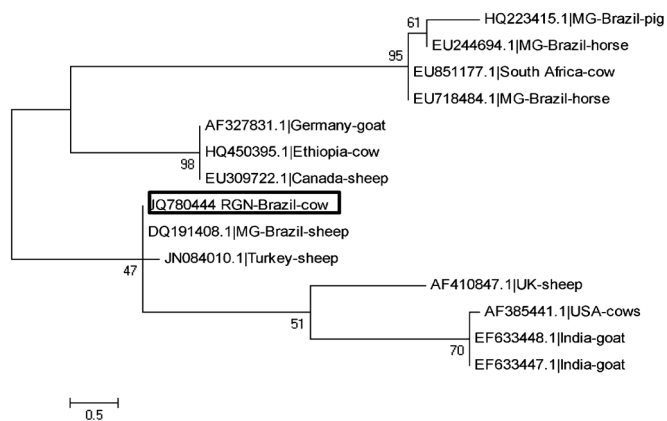 HQ223415.1|MG-Brazil-pig
61
EU244694.1|MG-Brazil-horse
95
EU851177.1|South Africa-cow
EU718484.1|MG-Brazil-horse
AF327831.1|Germany-goat
HQ450395.1|Ethiopia-cow
98
EU309722.1|Canada-sheep
JQ780444 RGN-Brazil-cow
DQ191408.1|MG-Brazil-sheep
JN084010.1|Turkey-sheep
47
AF410847.1|UK-sheep
AF385441.1|USA-cows
51
EF633448.1|India-goat
70
EF633447.1|India-goat
0.5